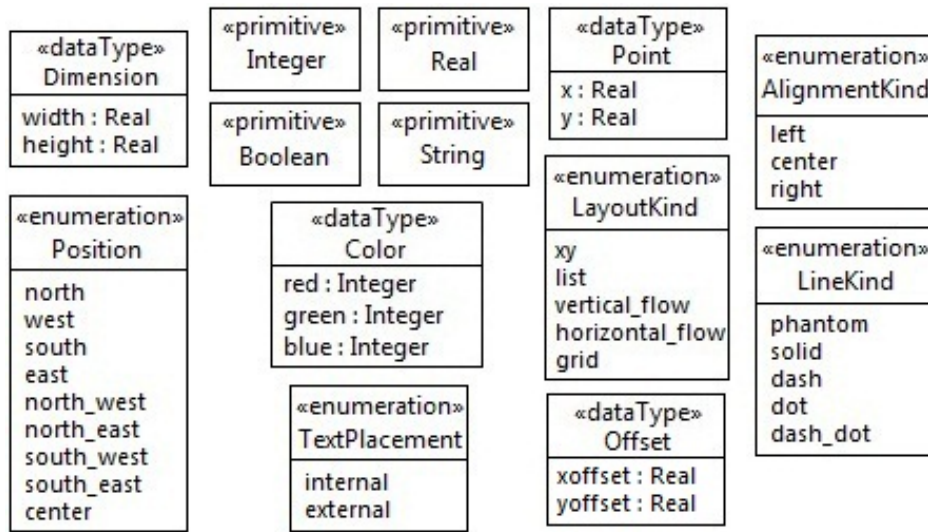 «dataType»
Dimension
width : Real
height : Real
«primitive»
Integer
«primitive»
Real
«primitive»
Boolean
«primitive»
String
«dataType»
Point
x : Real
y : Real
«enumeration»
AlignmentKind
left
center
right
«enumeration»
Position
north
west
south
east
north_west
north_east
south_west
south_east
center
«dataType»
Color
red : Integer
green : Integer
blue : Integer
«enumeration»
LayoutKind
xy
list
vertical_flow
horizontal_flow
grid
«enumeration»
LineKind
phantom
solid
dash
dot
dash_dot
«enumeration»
TextPlacement
internal
external
«dataType»
Offset
xoffset : Real
yoffset : Real